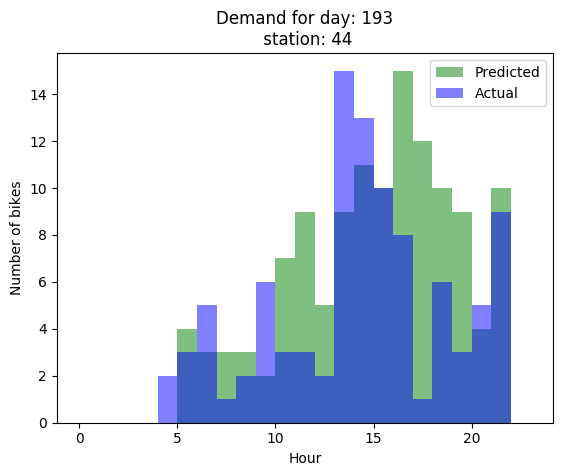 Demand for day: 193
station: 44
Predicted
Actual
Number of bikes
14
12
10
8
6
4
2
0
0
5
10
15
20
Hour